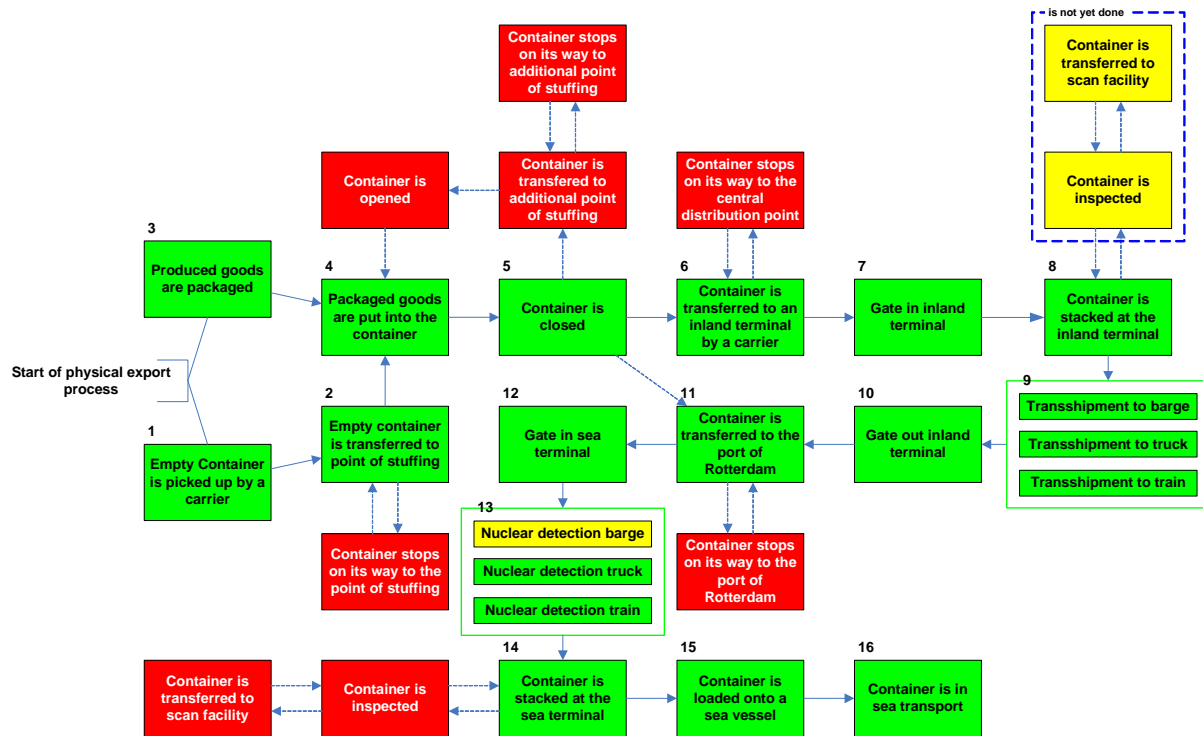 is not yet done
Container stops
on its way to
additional point
of stuffing
Container is
transferred to
scan facility
Container is
opened
Container is
transfered to
additional point
of stuffing
Container stops
on its way to the
central
distribution point
Container is
inspected
3
Produced goods
are packaged
4
Packaged goods
are put into the
container
5
Container is
closed
6
Container is
transferred to an
inland terminal
by a carrier
7
Gate in inland
terminal
8
Container is
stacked at the
inland terminal
Start of physical export
process
1
Empty Container
is picked up by a
carrier
2
Empty container
is transferred to
point of stuffing
12
Gate in sea
terminal
11
Container is
transferred to the
port of
Rotterdam
10
Gate out inland
terminal
9
Transshipment to barge
Transshipment to truck
Transshipment to train
Container stops
on its way to the
point of stuffing
13
Nuclear detection barge
Nuclear detection truck
Nuclear detection train
Container stops
on its way to the
port of
Rotterdam
Container is
transferred to
scan facility
Container is
inspected
14
Container is
stacked at the
sea terminal
15
Container is
loaded onto a
sea vessel
16
Container is in
sea transport